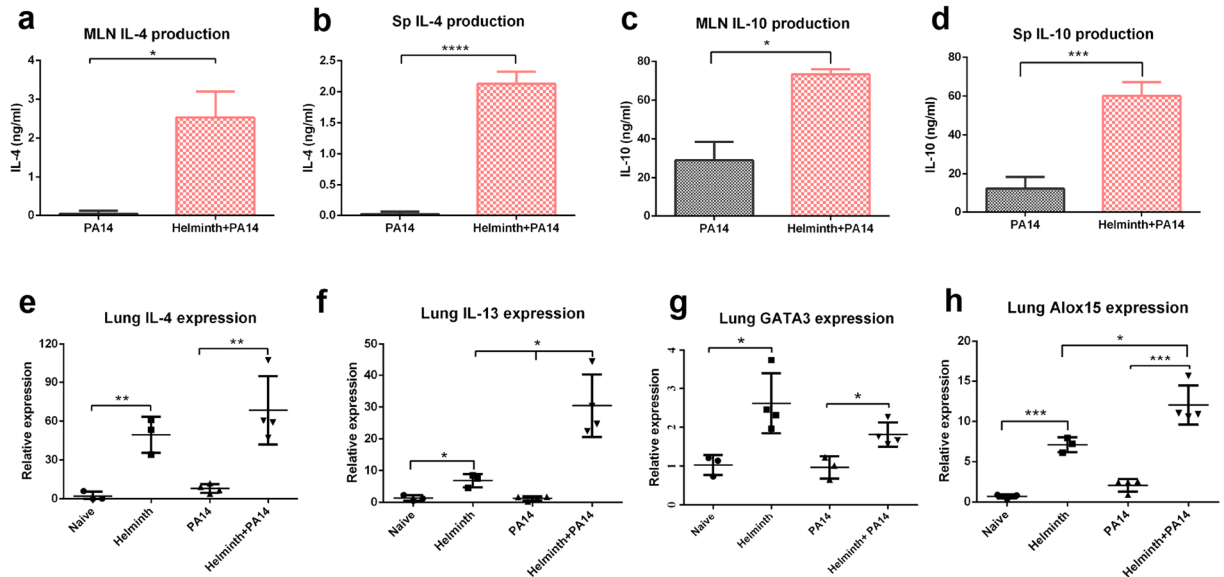 a
MLN IL-4 production
*
IL-4 (ng/ml)
4
3
2
1
0
PA14
Helminth+PA14
b
Sp IL-4 production
****
IL-4 (ng/ml)
2.5
2.0
1.5
1.0
0.5
0.0
PA14
Helminth+PA14
c
MLN IL-10 production
*
IL-10 (ng/ml)
80
60
40
20
0
PA14
Helminth+PA14
d
Sp IL-10 production
***
IL-10 (ng/ml)
80
60
40
20
0
PA14
Helminth+PA14
e
Lung IL-4 expression
**
**
Relative expression
120
90
60
30
0
Naive
Helminth
PA14
Helminth+PA14
f
Lung IL-13 expression
*
*
Relative expression
50
40
30
20
10
0
Naive
Helminth
PA14
Helminth+PA14
g
Lung GATA3 expression
*
*
Relative expression
4
3
2
1
0
Naive
Helminth
PA14
Helminth+ PA14
h
Lung Alox15 expression
*
***
***
Relative expression
20
15
10
5
0
Naive
Helminth
PA14
Helminth+PA14